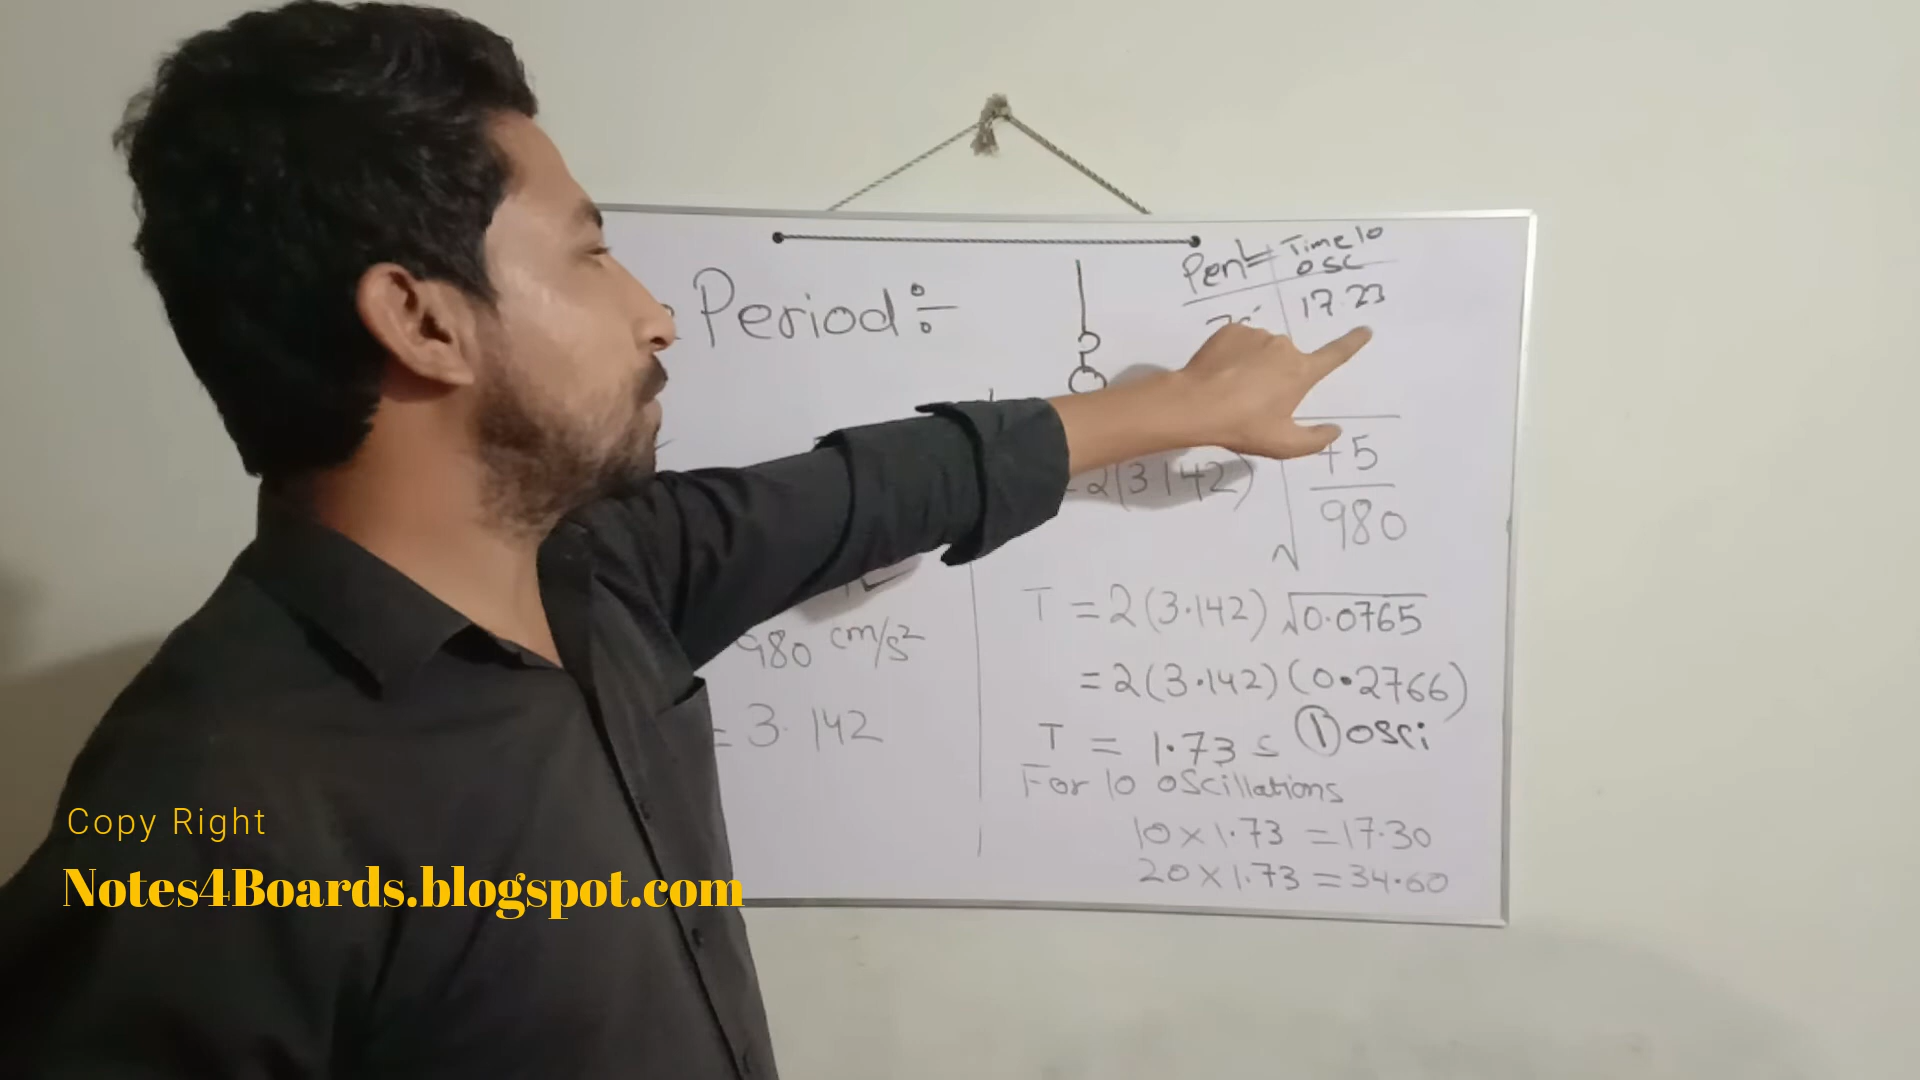 Period ÷
Pen L = Time 10
osc
17.23
= 2(3.142) √75/980
980 cm/s²
= 3.142
T = 2(3.142) √0.0765
= 2(3.142)(0.2766)
T = 1.73 s ① osci
For 10 oscillations
10 × 1.73 = 17.30
20 × 1.73 = 34.60
Copy Right
Notes4Boards.blogspot.com